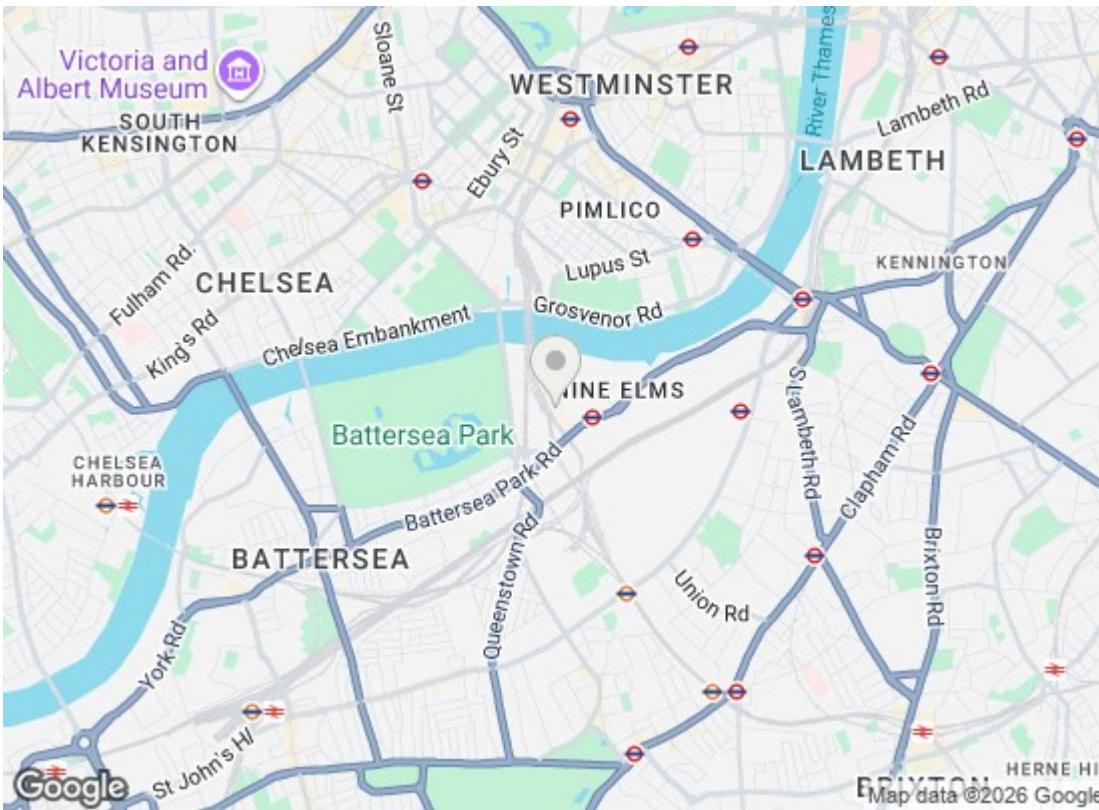 Victoria and
Albert Museum
SOUTH
KENSINGTON
Sloane St
WESTMINSTER
River Thames
Lambeth Rd
LAMBETH
Ebury St
PIMLICO
Lupus St
KENNINGTON
Fulham Rd.
CHELSEA
King's Rd
Chelsea Embankment
Grosvenor Rd
NINE ELMS
Battersea Park
S Lambeth Rd
Clapham Rd
CHELSEA
HARBOUR
Battersea Park Rd
BATTERSEA
Queenstown Rd
Brixton Rd
Union Rd
York Rd
St John's H
Google
BRIXTON
HERNE HI
Map data ©2026 Google